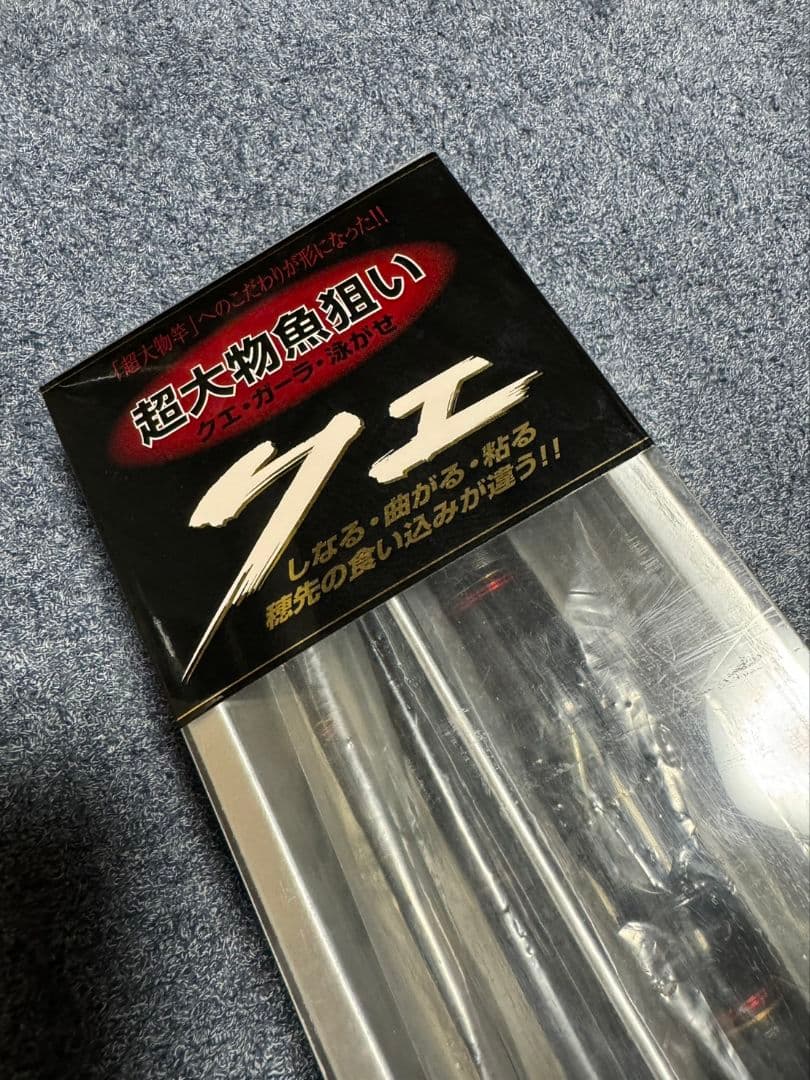 「超大物竿」へのこだわりが形になった!!
超大物魚狙い
クエ・ガーラ・泳がせ
クエ
しなる・曲がる・粘る
穂先の食い込みが違う!!